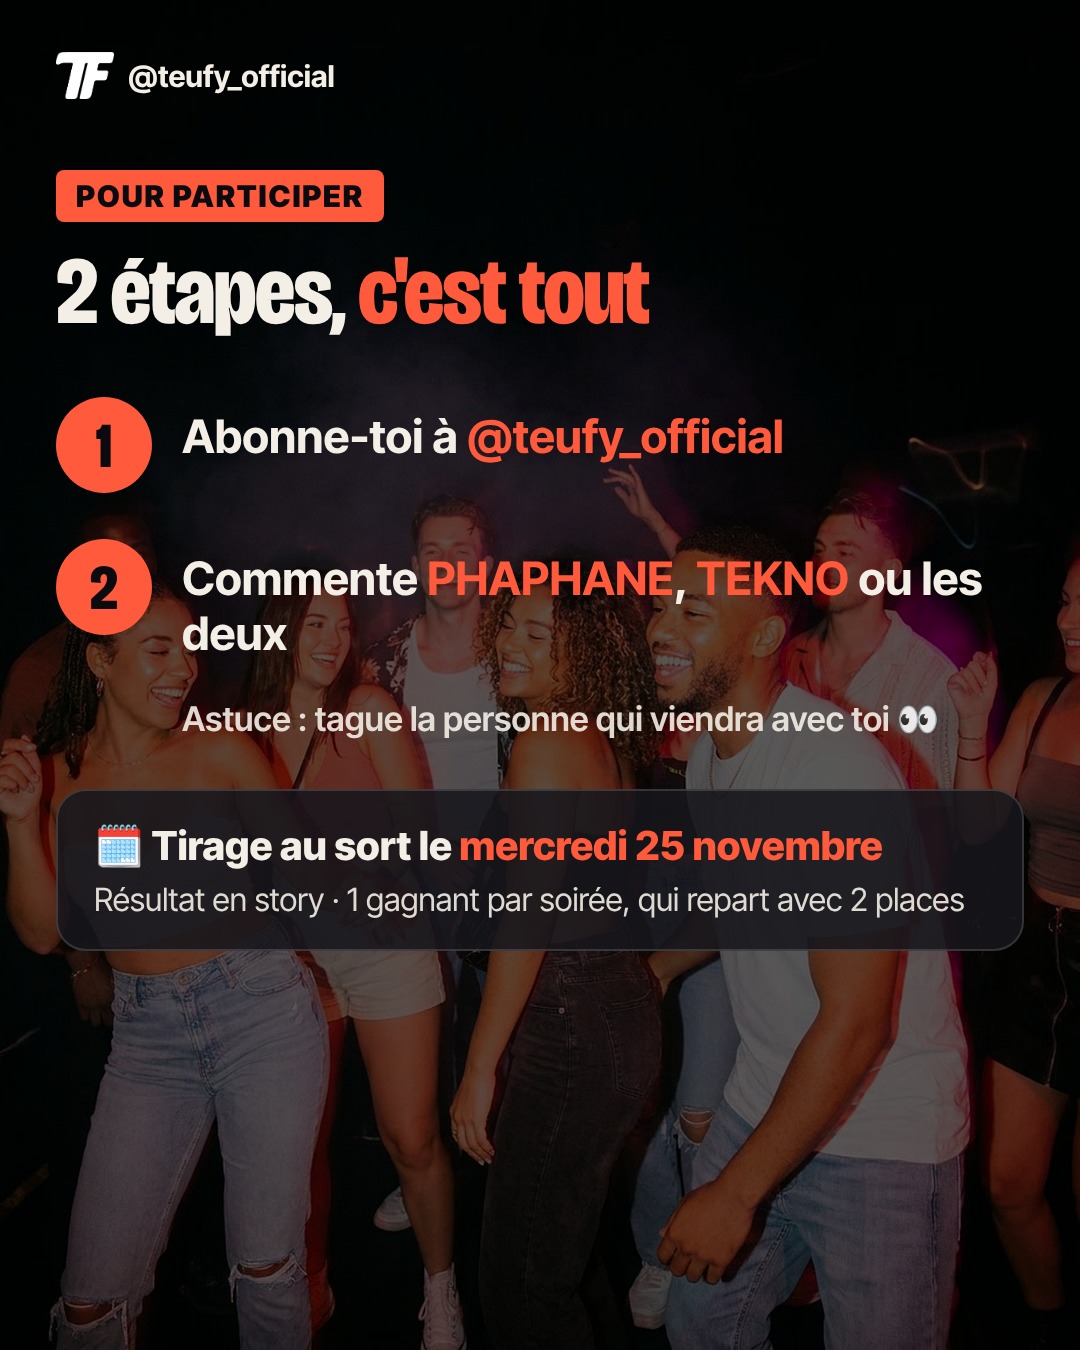 TF @teufy_official
POUR PARTICIPER
2 étapes, c'est tout
1 Abonne-toi à @teufy_official
2 Commente PHAPHANE, TEKNO ou les
deux
Astuce : tague la personne qui viendra avec toi 👀
🗓️ Tirage au sort le mercredi 25 novembre
Résultat en story · 1 gagnant par soirée, qui repart avec 2 places